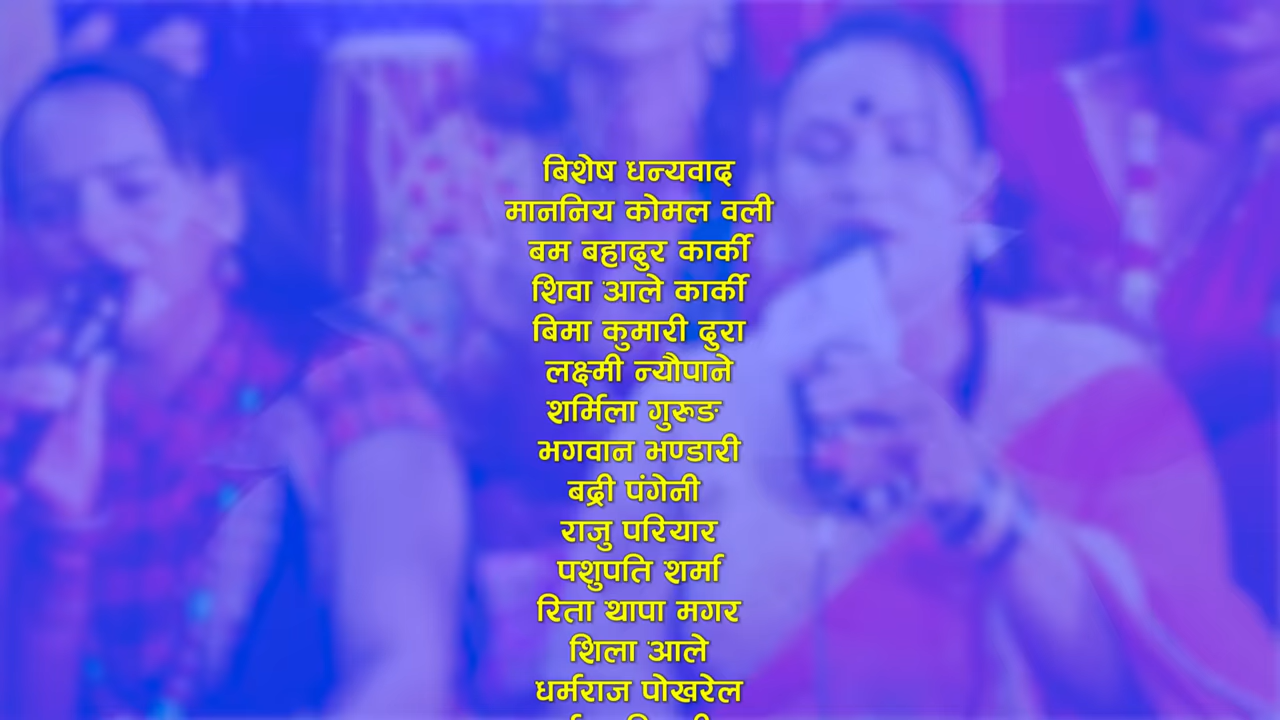 बिशेष धन्यवाद
माननिय कोमल वली
बम बहादुर कार्की
शिवा आले कार्की
बिमा कुमारी दुरा
लक्ष्मी न्यौपाने
शर्मिला गुरूङ
भगवान भण्डारी
बद्री पंगेनी
राजु परियार
पशुपति शर्मा
रिता थापा मगर
शिला आले
धर्मराज पोखरेल